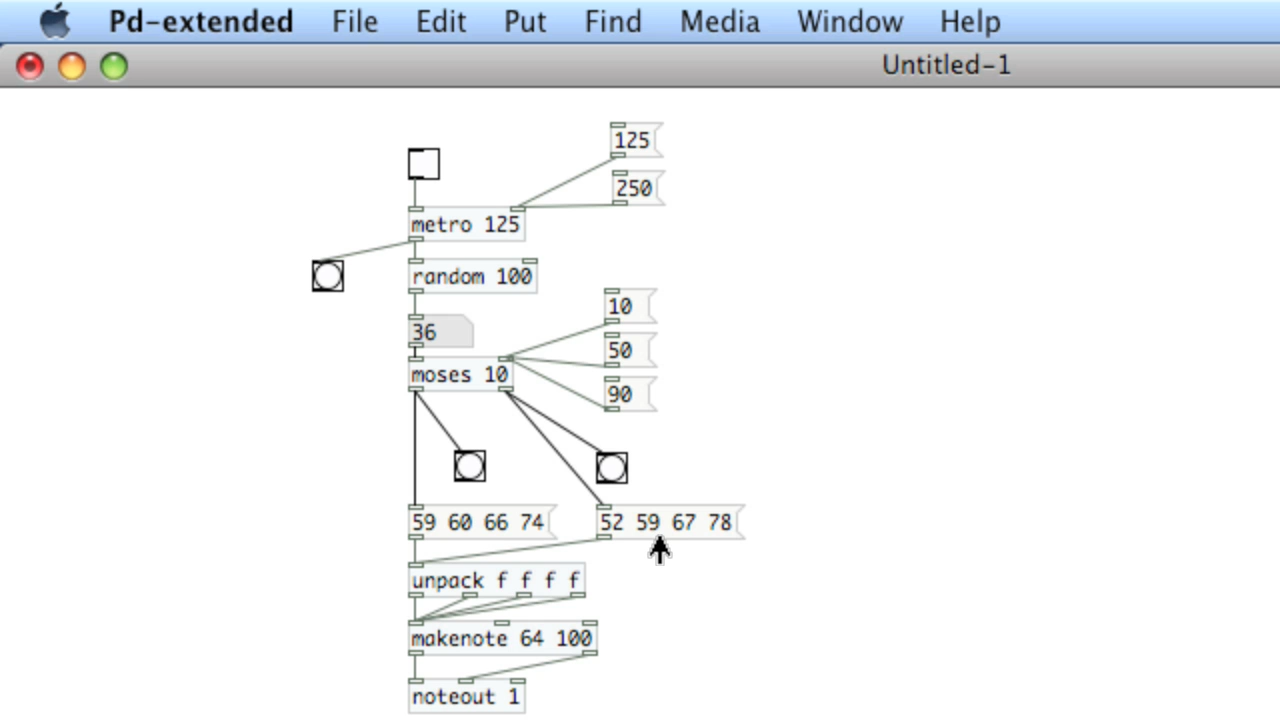 Pd-extended File Edit Put Find Media Window Help
Untitled-1
125
250
metro 125
random 100
10
36
50
moses 10
90
59 60 66 74
52 59 67 78
unpack f f f f
makenote 64 100
noteout 1